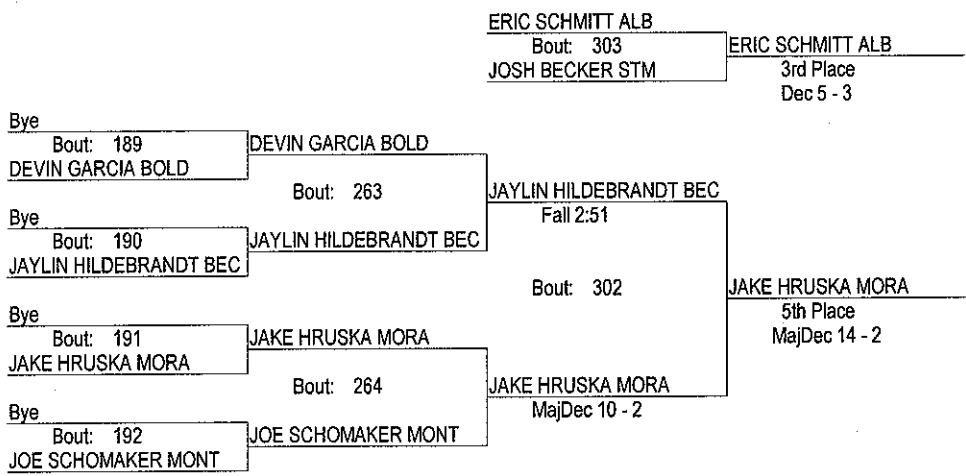 ERIC SCHMITT ALB
Bout: 303
JOSH BECKER STM
ERIC SCHMITT ALB
3rd Place
Dec 5 - 3
Bye
Bout: 189
DEVIN GARCIA BOLD
DEVIN GARCIA BOLD
Bout: 263
Bye
Bout: 190
JAYLIN HILDEBRANDT BEC
JAYLIN HILDEBRANDT BEC
JAYLIN HILDEBRANDT BEC
Fall 2:51
Bout: 302
Bye
Bout: 191
JAKE HRUSKA MORA
JAKE HRUSKA MORA
Bout: 264
Bye
Bout: 192
JOE SCHOMAKER MONT
JOE SCHOMAKER MONT
JAKE HRUSKA MORA
MajDec 10 - 2
JAKE HRUSKA MORA
5th Place
MajDec 14 - 2